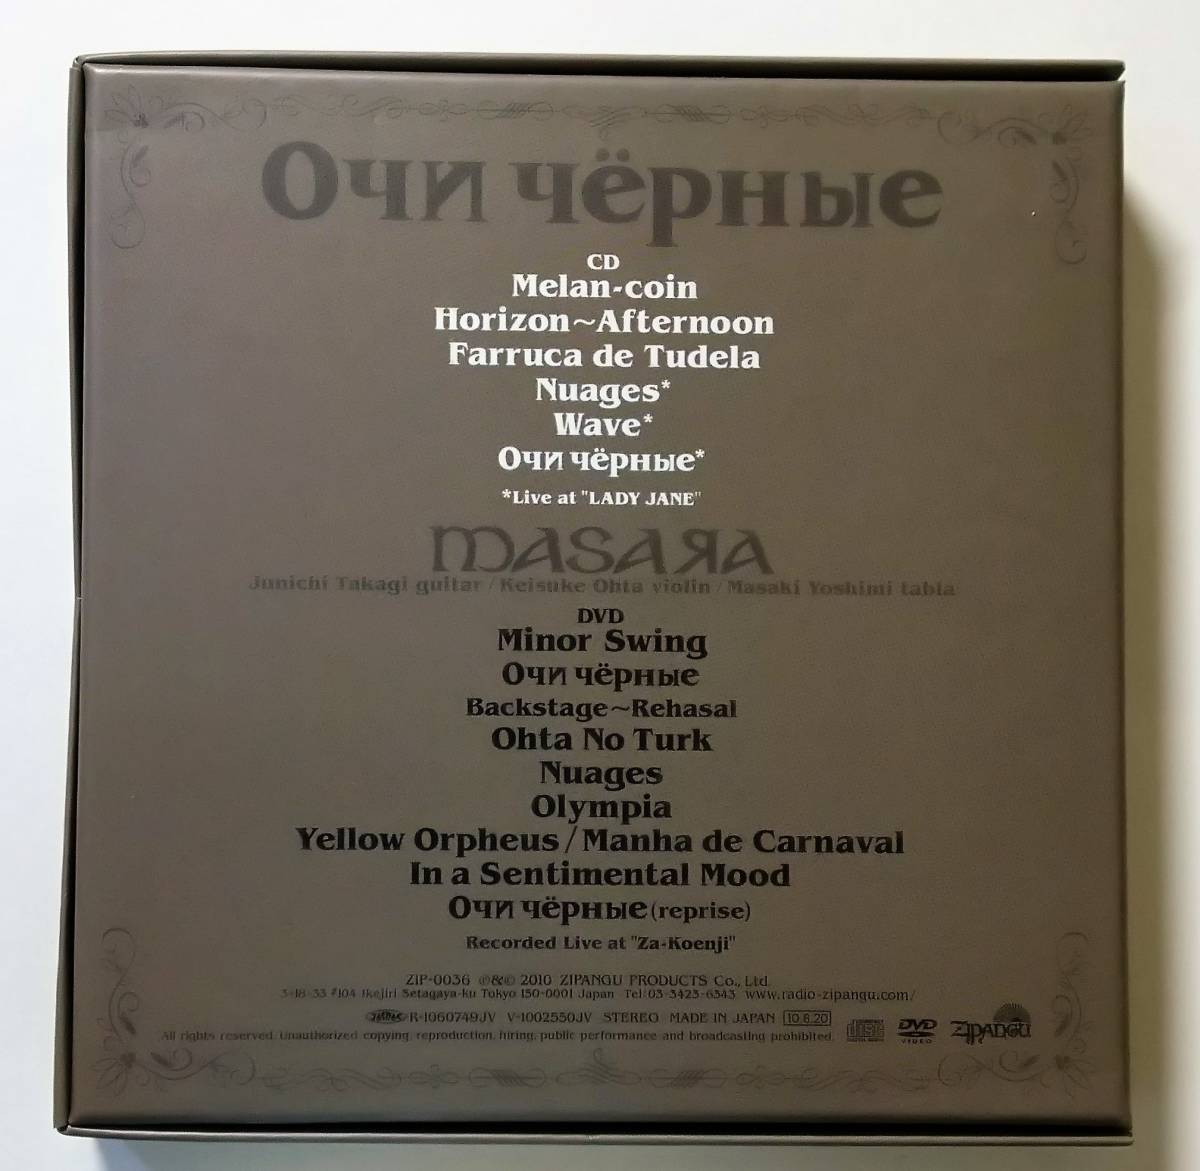 Очи чёрные
CD
Melan-coin
Horizon~Afternoon
Farruca de Tudela
Nuages*
Wave*
Очи чёрные*
*Live at "LADY JANE"
MASAЯA
Junichi Takagi guitar / Keisuke Ohta violin / Masaki Yoshimi tabla
DVD
Minor Swing
Очи чёрные
Backstage~Rehasal
Ohta No Turk
Nuages
Olympia
Yellow Orpheus / Manha de Carnaval
In a Sentimental Mood
Очи чёрные (reprise)
Recorded Live at "Za-Koenji"
ZIP-0036 ℗&© 2010 ZIPANGU PRODUCTS Co., Ltd.
3-18-33 #104 Ikejiri Setagaya-ku Tokyo 150-0001 Japan Tel:03-3423-6343 www.radio-zipangu.com/
JASRAC R-1060749JV V-1002550JV STEREO MADE IN JAPAN 10.6.20
All rights reserved. Unauthorized copying, reproduction, hiring, public performance and broadcasting prohibited. DVD VIDEO ZIPANGU